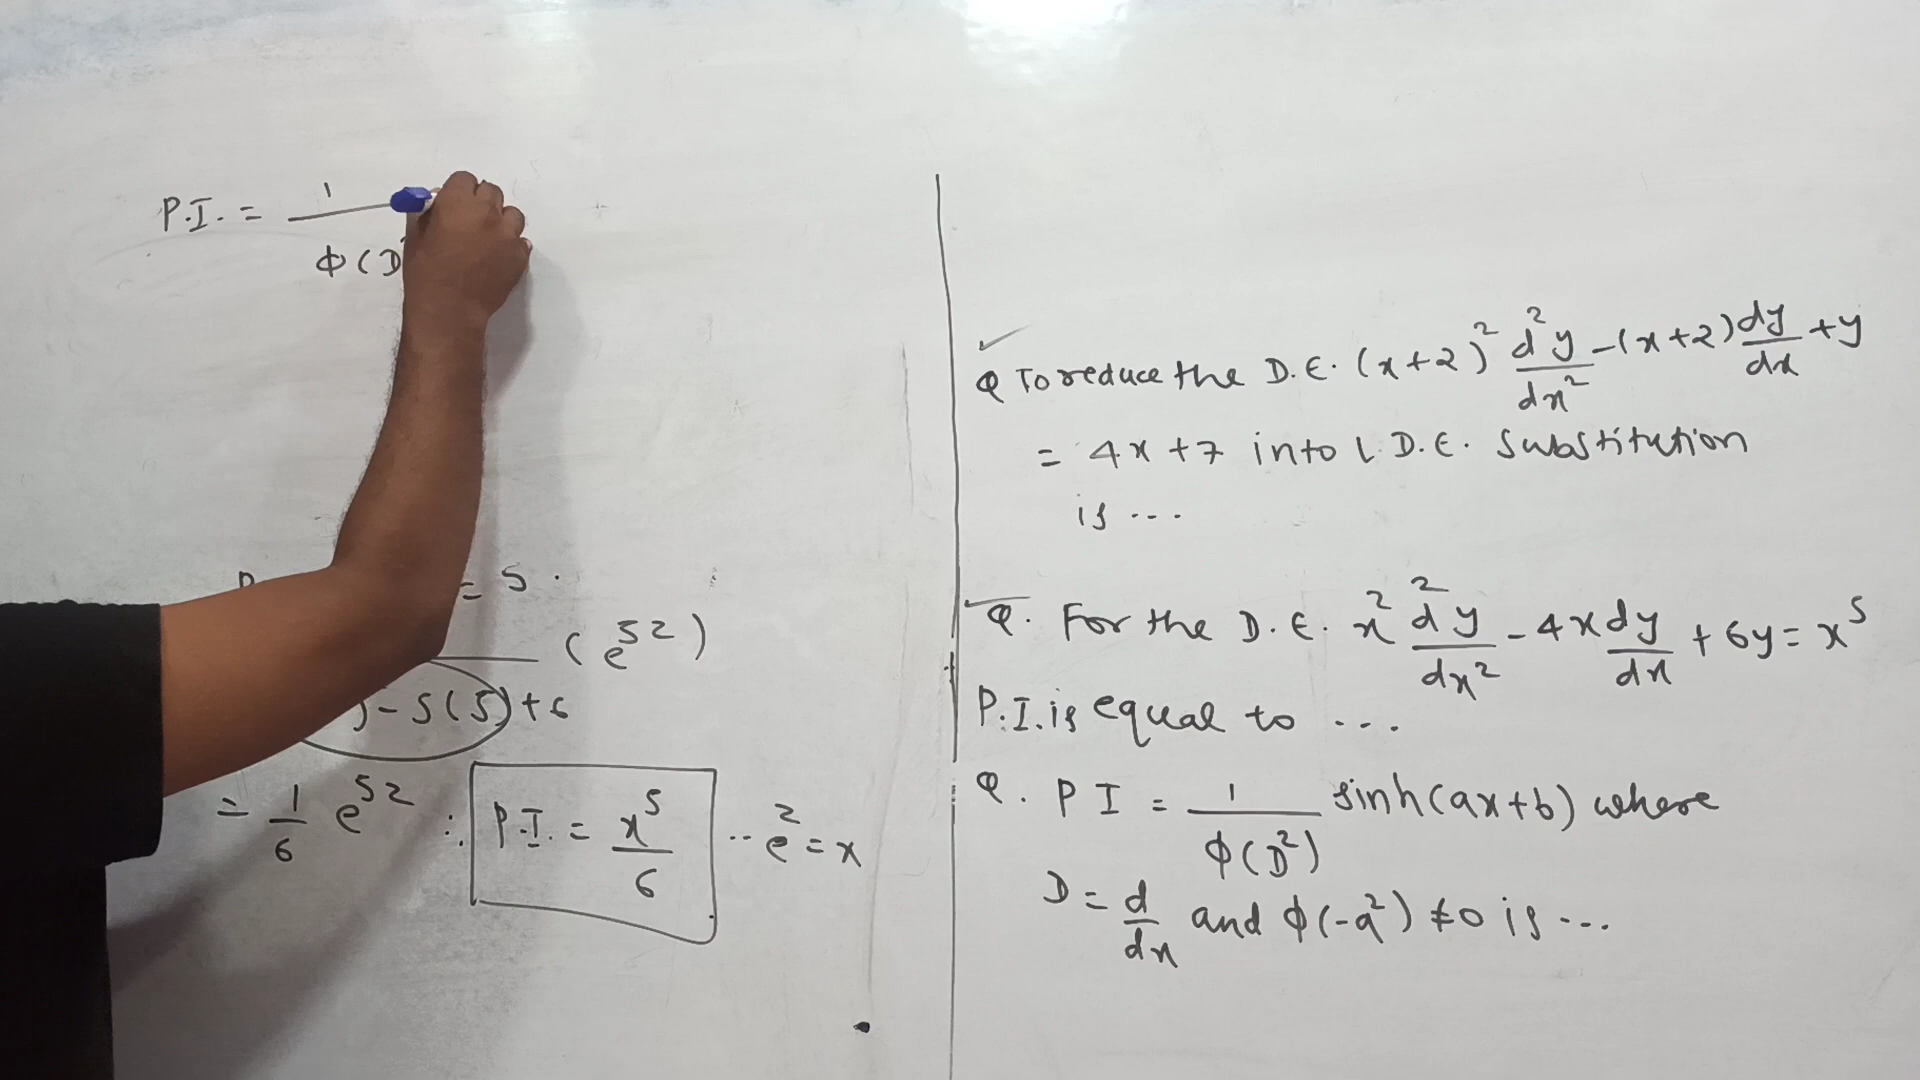 P.I. = 1 / ϕ(D
= 5 .
(e^{5z})
) - 5(5) + 6
= 1/6 e^{5z} ∴ P.I. = x^5/6 ·· e^z = x
Q To reduce the D.E. (x+2)^2 d^2y/dx^2 - (x+2) dy/dx + y
= 4x + 7 into L.D.E. Substitution
is ...
Q. For the D.E. x^2 d^2y/dx^2 - 4x dy/dx + 6y = x^5
P.I. is equal to ...
Q. P I = 1/ϕ(D^2) sinh(ax+b) where
D = d/dx and ϕ(-a^2) ≠ 0 is ...